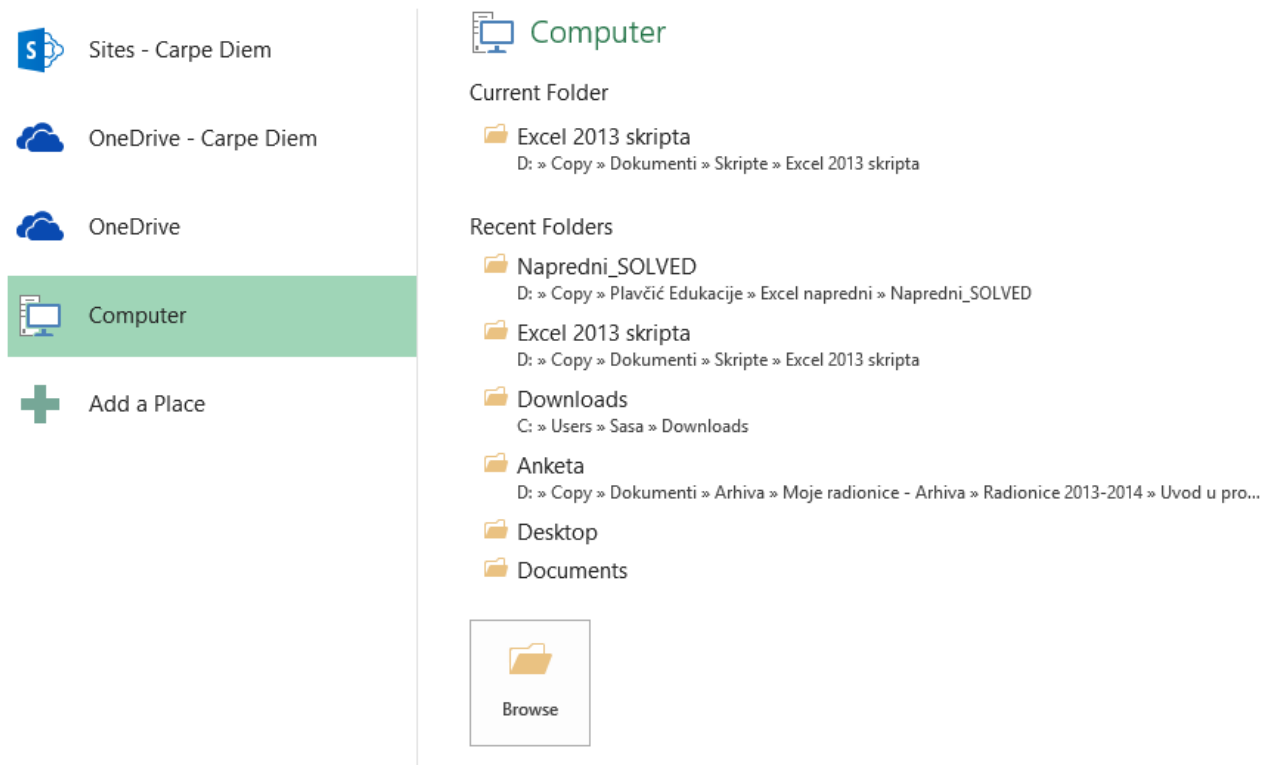 Sites - Carpe Diem
OneDrive - Carpe Diem
OneDrive
Computer
Add a Place
Computer
Current Folder
Excel 2013 skripta
D: » Copy » Dokumenti » Skripte » Excel 2013 skripta
Recent Folders
Napredni_SOLVED
D: » Copy » Plavčić Edukacije » Excel napredni » Napredni_SOLVED
Excel 2013 skripta
D: » Copy » Dokumenti » Skripte » Excel 2013 skripta
Downloads
C: » Users » Sasa » Downloads
Anketa
D: » Copy » Dokumenti » Arhiva » Moje radionice - Arhiva » Radionice 2013-2014 » Uvod u pro...
Desktop
Documents
Browse